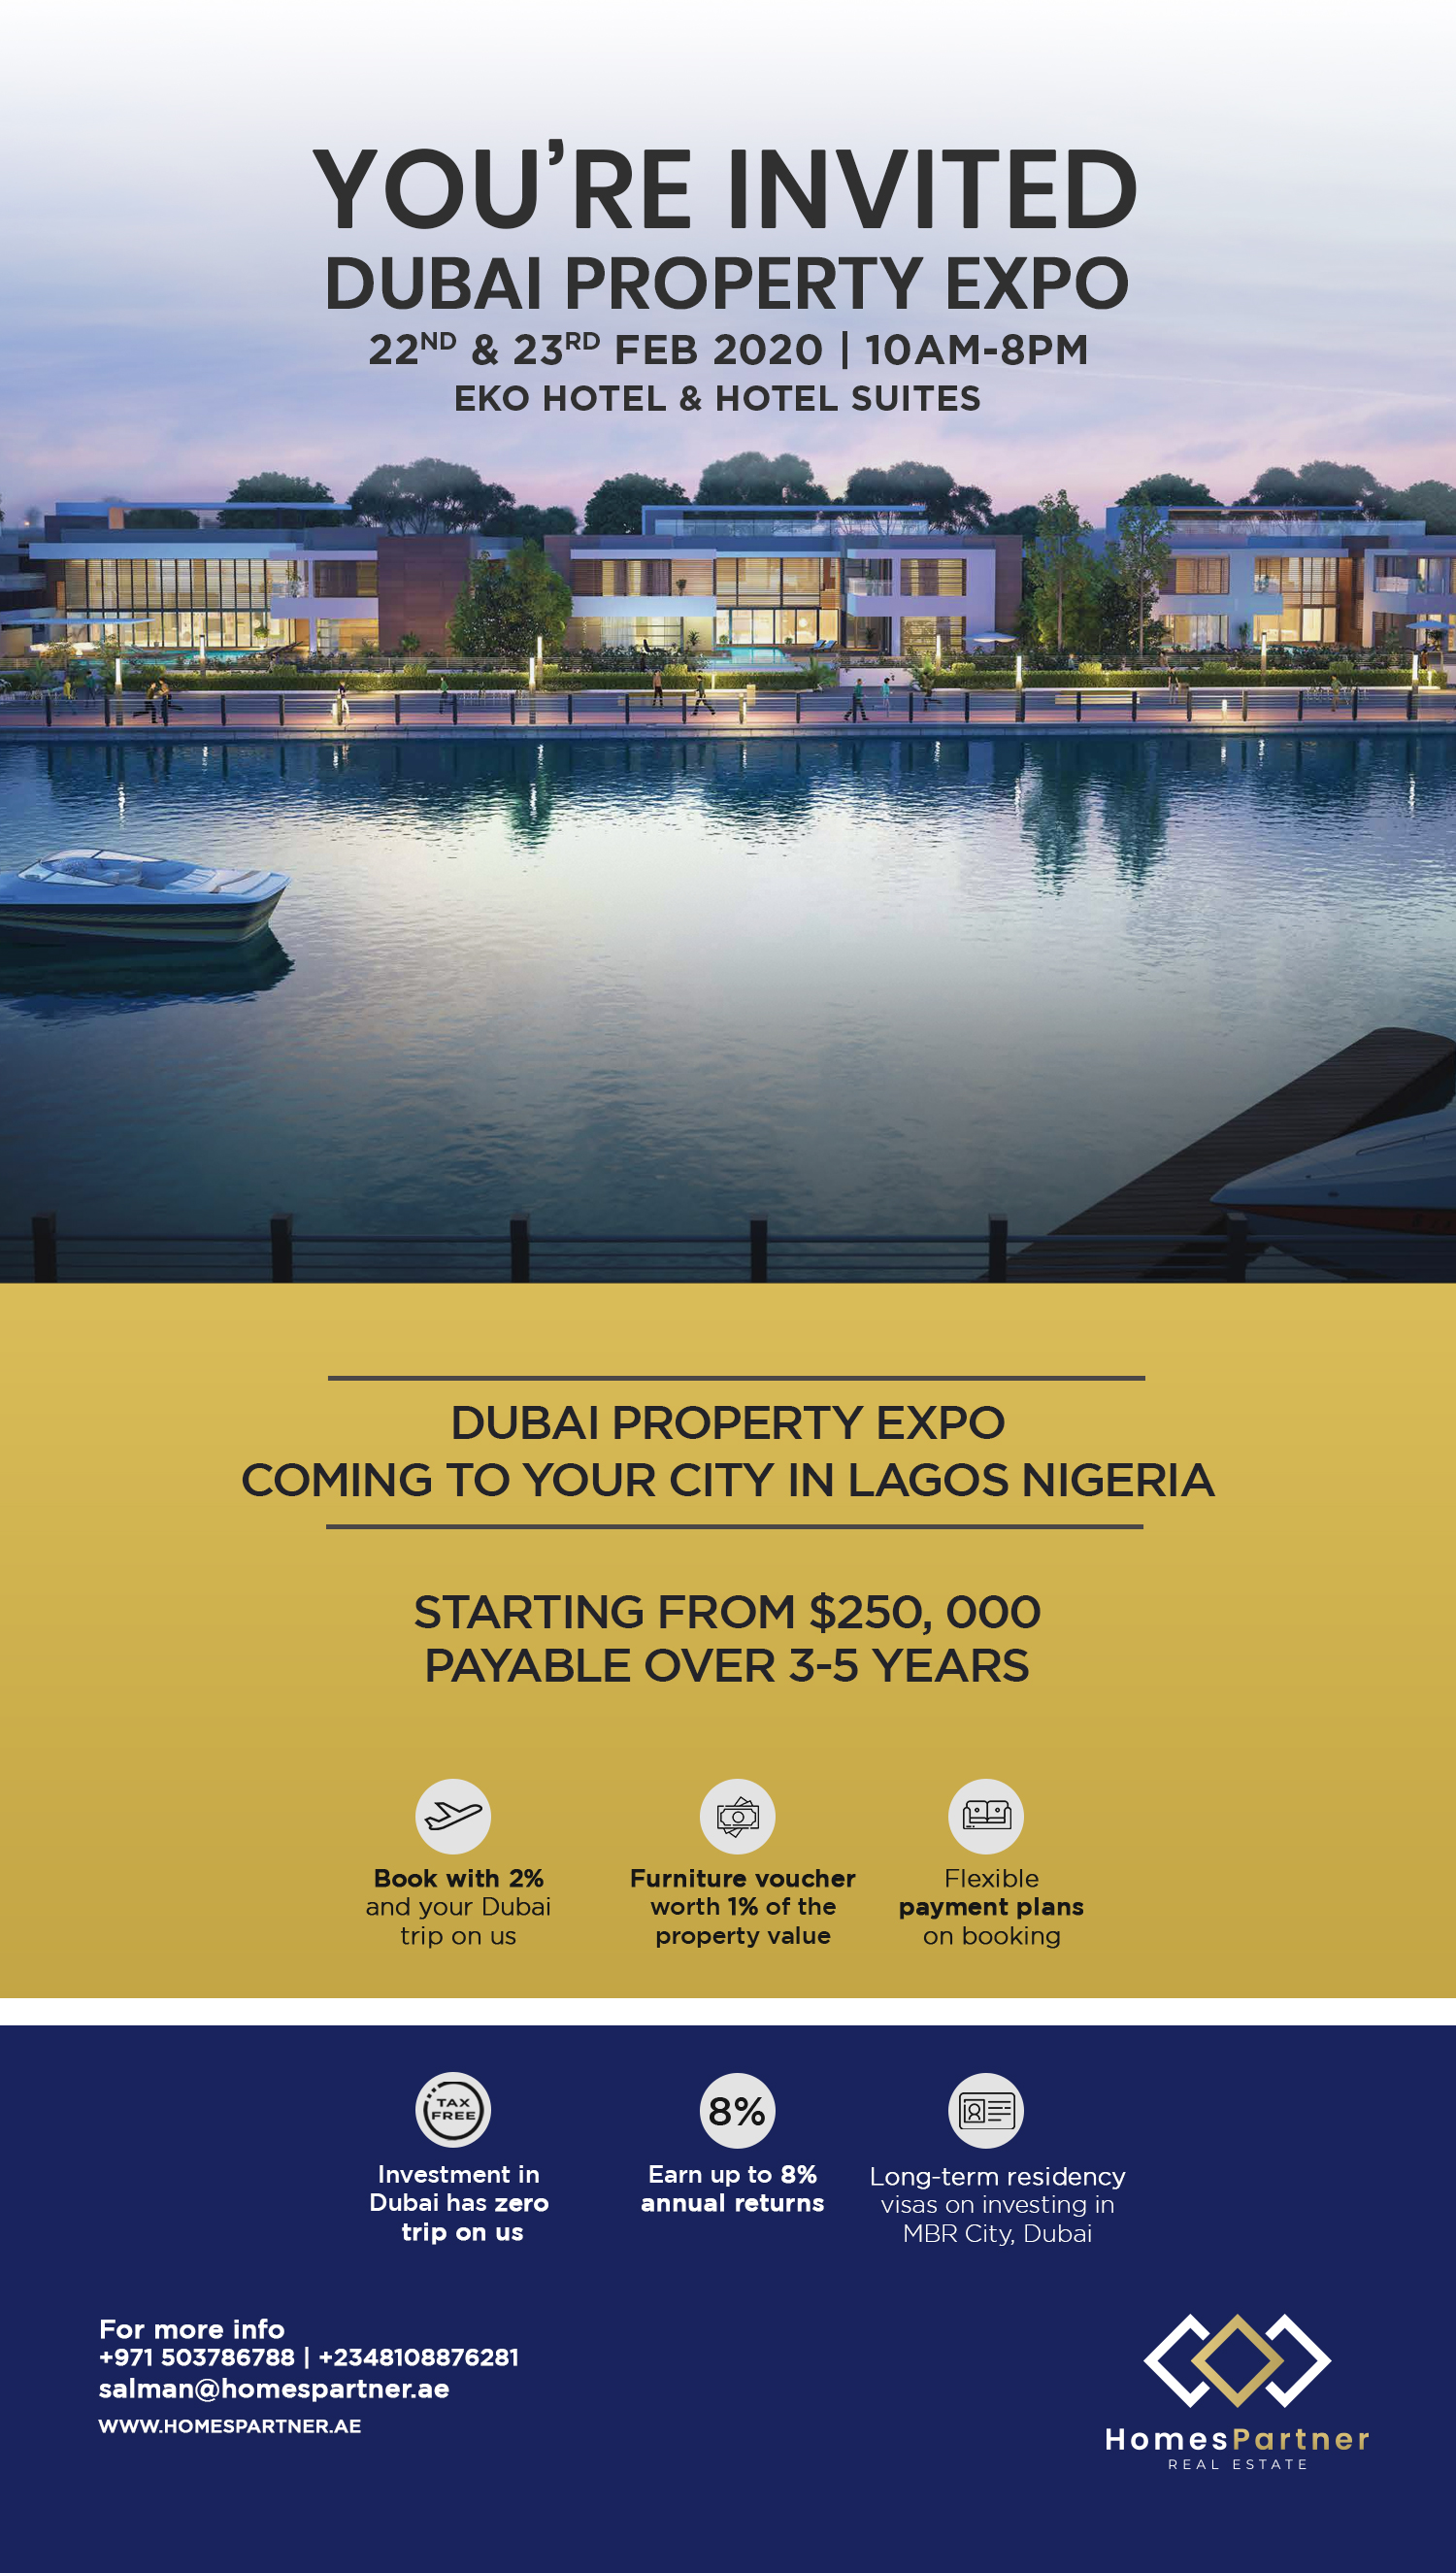 YOU'RE INVITED
DUBAI PROPERTY EXPO
22ND & 23RD FEB 2020 | 10AM-8PM
EKO HOTEL & HOTEL SUITES
DUBAI PROPERTY EXPO
COMING TO YOUR CITY IN LAGOS NIGERIA
STARTING FROM $250, 000
PAYABLE OVER 3-5 YEARS
Book with 2%
and your Dubai
trip on us
Furniture voucher
worth 1% of the
property value
Flexible
payment plans
on booking
TAX
FREE
Investment in
Dubai has zero
trip on us
8%
Earn up to 8%
annual returns
Long-term residency
visas on investing in
MBR City, Dubai
For more info
+971 503786788 | +2348108876281
salman@homespartner.ae
WWW.HOMESPARTNER.AE
HomesPartner
REAL ESTATE